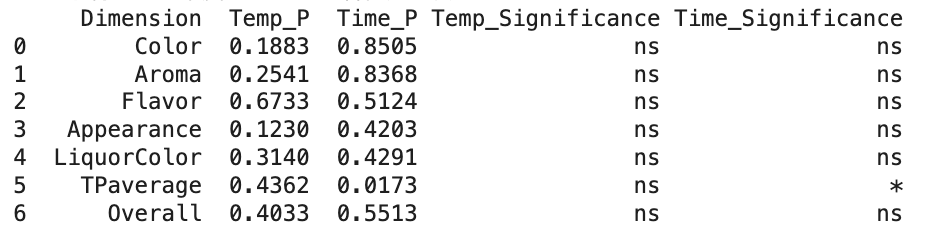 Dimension Temp_P Time_P Temp_Significance Time_Significance
0 Color 0.1883 0.8505 ns ns
1 Aroma 0.2541 0.8368 ns ns
2 Flavor 0.6733 0.5124 ns ns
3 Appearance 0.1230 0.4203 ns ns
4 LiquorColor 0.3140 0.4291 ns ns
5 TPaverage 0.4362 0.0173 ns *
6 Overall 0.4033 0.5513 ns ns